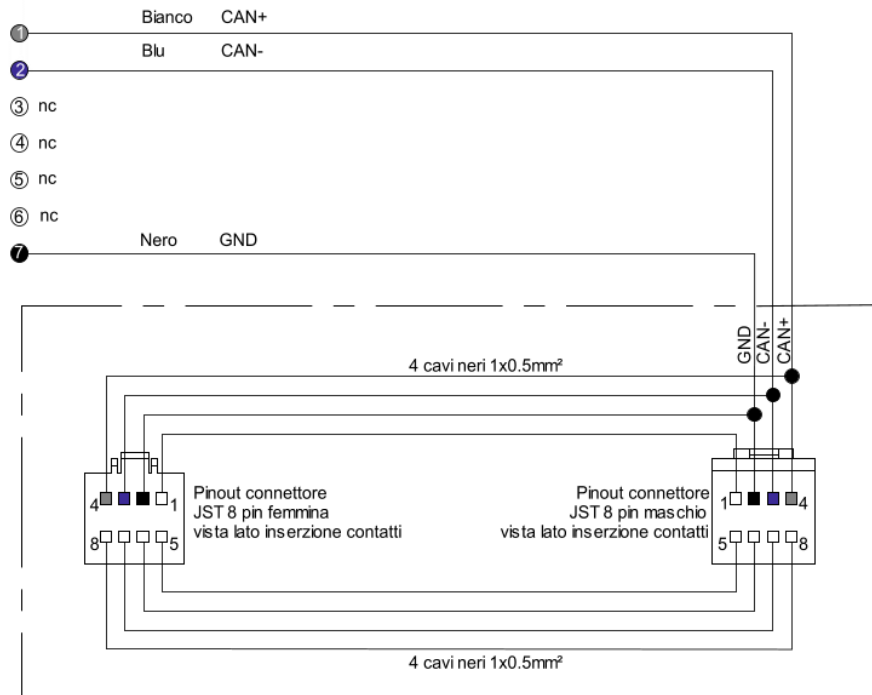 1 Bianco CAN+
2 Blu CAN-
3 nc
4 nc
5 nc
6 nc
7 Nero GND
GND
CAN-
CAN+
4 cavi neri 1x0.5mm²
4 1
8 5
Pinout connettore
JST 8 pin femmina
vista lato inserzione contatti
Pinout connettore
JST 8 pin maschio
vista lato inserzione contatti
1 4
5 8
4 cavi neri 1x0.5mm²